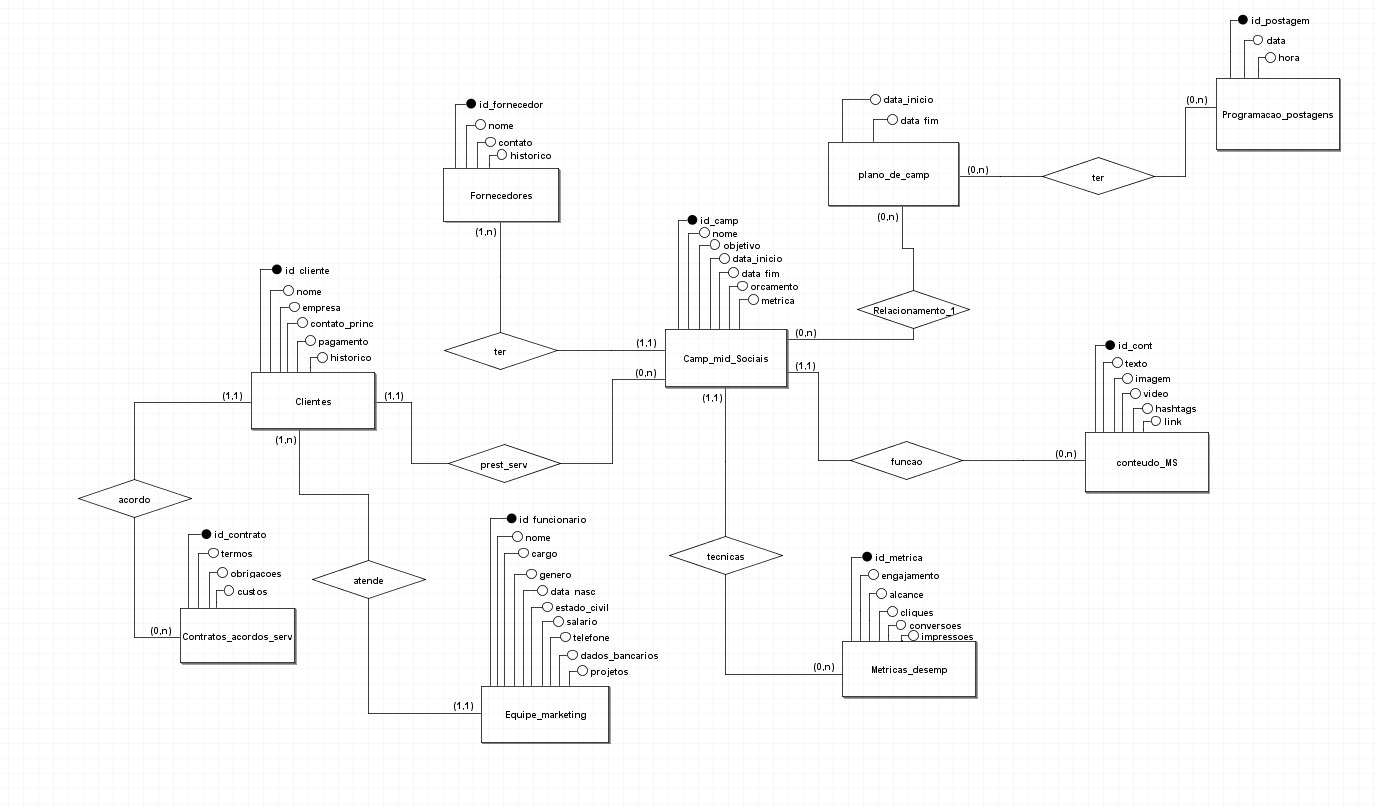 id_postagem
data
hora
(0,n)
Programacao_postagens
data_inicio
data fim
plano_de_camp
(0,n)
ter
(0,n)
id_fornecedor
nome
contato
historico
Fornecedores
(1,n)
id_camp
nome
objetivo
data_inicio
data fim
orcamento
metrica
Relacionamento_1
id cliente
nome
empresa
contato_princ
pagamento
historico
ter
(1,1)
Camp_mid_Sociais
(0,n)
(0,n)
(1,1)
(1,1)
id_cont
texto
imagem
video
hashtags
link
(1,1)
Clientes
(1,1)
(1,n)
prest_serv
funcao
(0,n)
conteudo_MS
acordo
id_contrato
termos
obrigacoes
custos
(0,n)
Contratos_acordos_serv
atende
id funcionario
nome
cargo
genero
data nasc
estado_civil
salario
telefone
dados_bancarios
projetos
(1,1)
Equipe_marketing
tecnicas
id_metrica
engajamento
alcance
cliques
conversoes
impressoes
(0,n)
Metricas_desemp